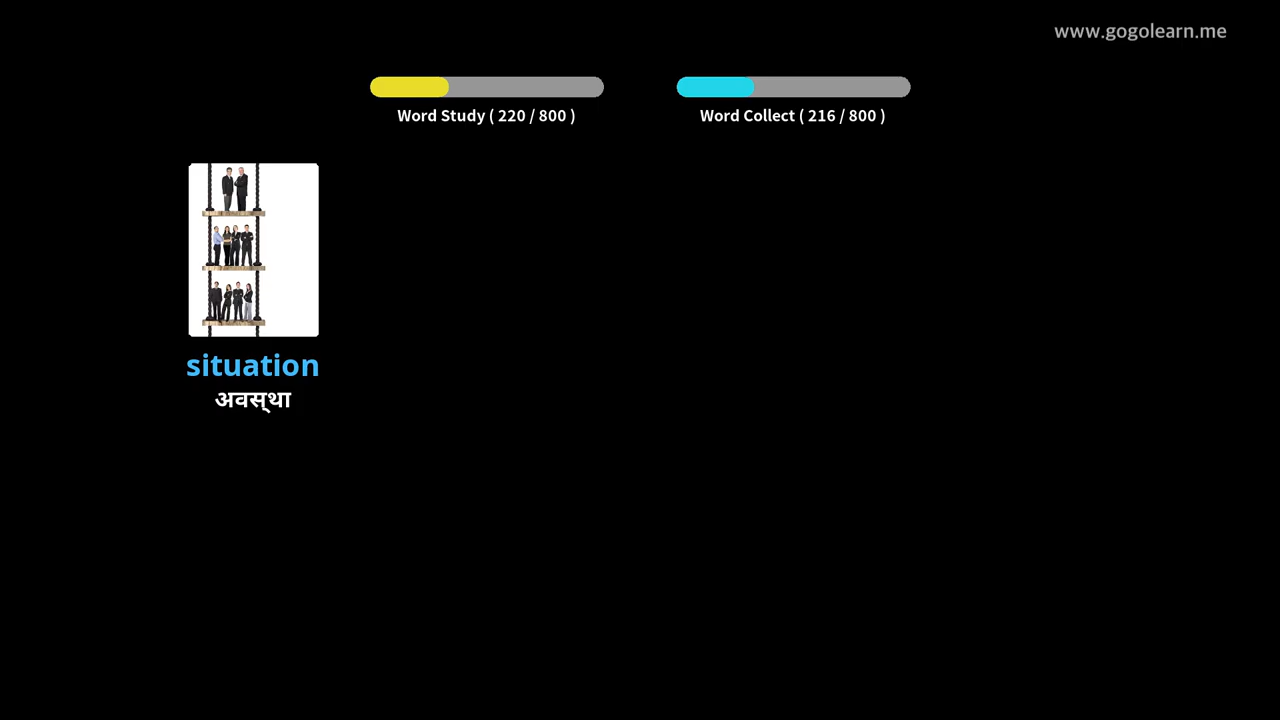 www.gogolearn.me
Word Study ( 220 / 800 )
Word Collect ( 216 / 800 )
situation
अवस्था